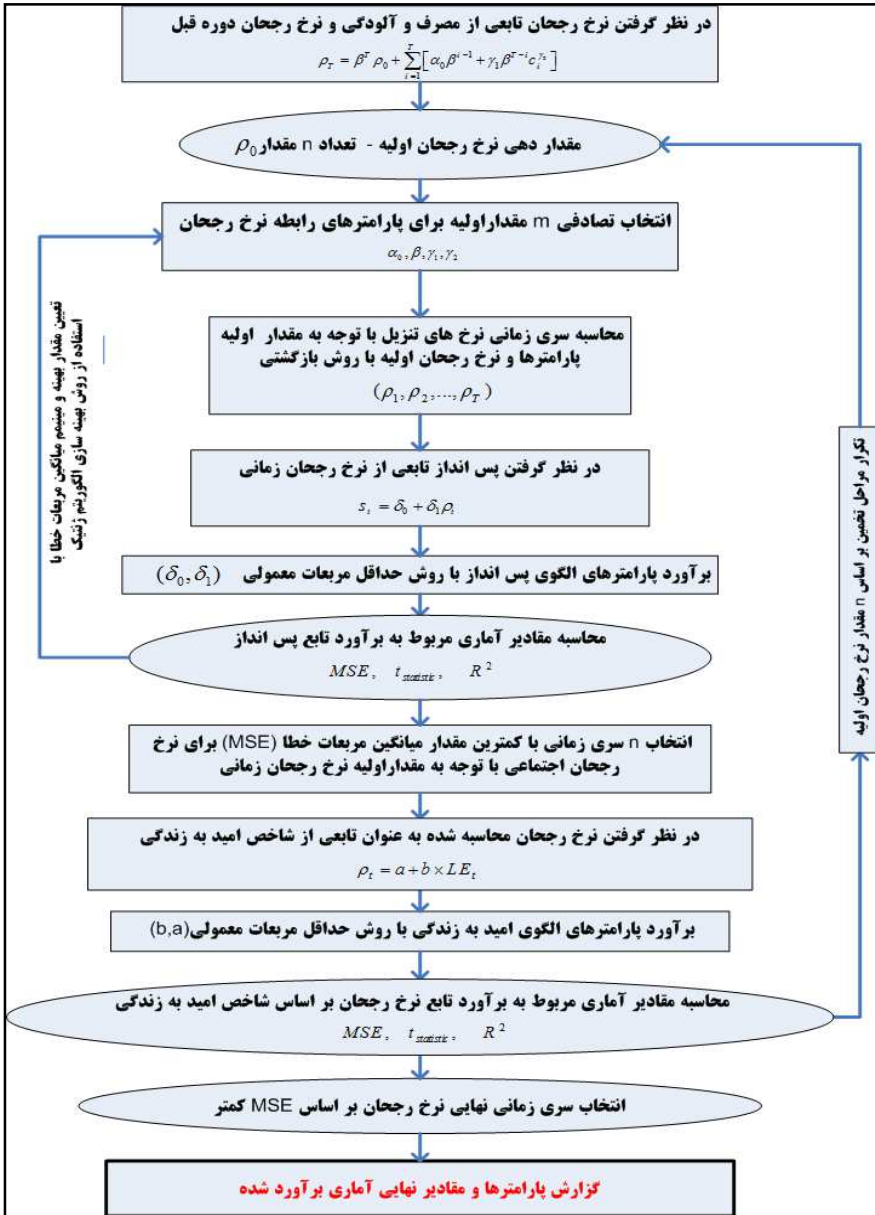 در نظر گرفتن نرخ رجحان تابعی از مصرف و آلودگی و نرخ رجحان دوره قبل
ρ_T = β^T ρ_0 + Σ_{i=1}^{T} [α_0 β^{i-1} + γ_1 β^{T-i} c_i^{γ_2}]
مقدار دهی نرخ رجحان اولیه - تعداد n مقدار ρ_0
انتخاب تصادفی m مقداراولیه برای پارامترهای رابطه نرخ رجحان
α_0, β, γ_1, γ_2
محاسبه سری زمانی نرخ های تنزیل با توجه به مقدار اولیه
پارامترها و نرخ رجحان اولیه با روش بازگشتی
(ρ_1, ρ_2, ..., ρ_T)
در نظر گرفتن پس انداز تابعی از نرخ رجحان زمانی
s_t = δ_0 + δ_1 ρ_t
برآورد پارامترهای الگوی پس انداز با روش حداقل مربعات معمولی (δ_0, δ_1)
محاسبه مقادیر آماری مربوط به برآورد تابع پس انداز
MSE, t_statistic, R^2
تعیین مقدار بهینه و مینیمم میانگین مربعات خطا با
استفاده از روش بهینه سازی الگوریتم ژنتیک
انتخاب n سری زمانی با کمترین مقدار میانگین مربعات خطا (MSE) برای نرخ
رجحان اجتماعی با توجه به مقداراولیه نرخ رجحان زمانی
در نظر گرفتن نرخ رجحان محاسبه شده به عنوان تابعی از شاخص امید به زندگی
ρ_t = a + b × LE_t
برآورد پارامترهای الگوی امید به زندگی با روش حداقل مربعات معمولی(b,a)
محاسبه مقادیر آماری مربوط به برآورد تابع نرخ رجحان بر اساس شاخص امید به زندگی
MSE, t_statistic, R^2
تکرار مراحل تخمین بر اساس n مقدار نرخ رجحان اولیه
انتخاب سری زمانی نهایی نرخ رجحان بر اساس MSE کمتر
گزارش پارامترها و مقادیر نهایی آماری برآورد شده